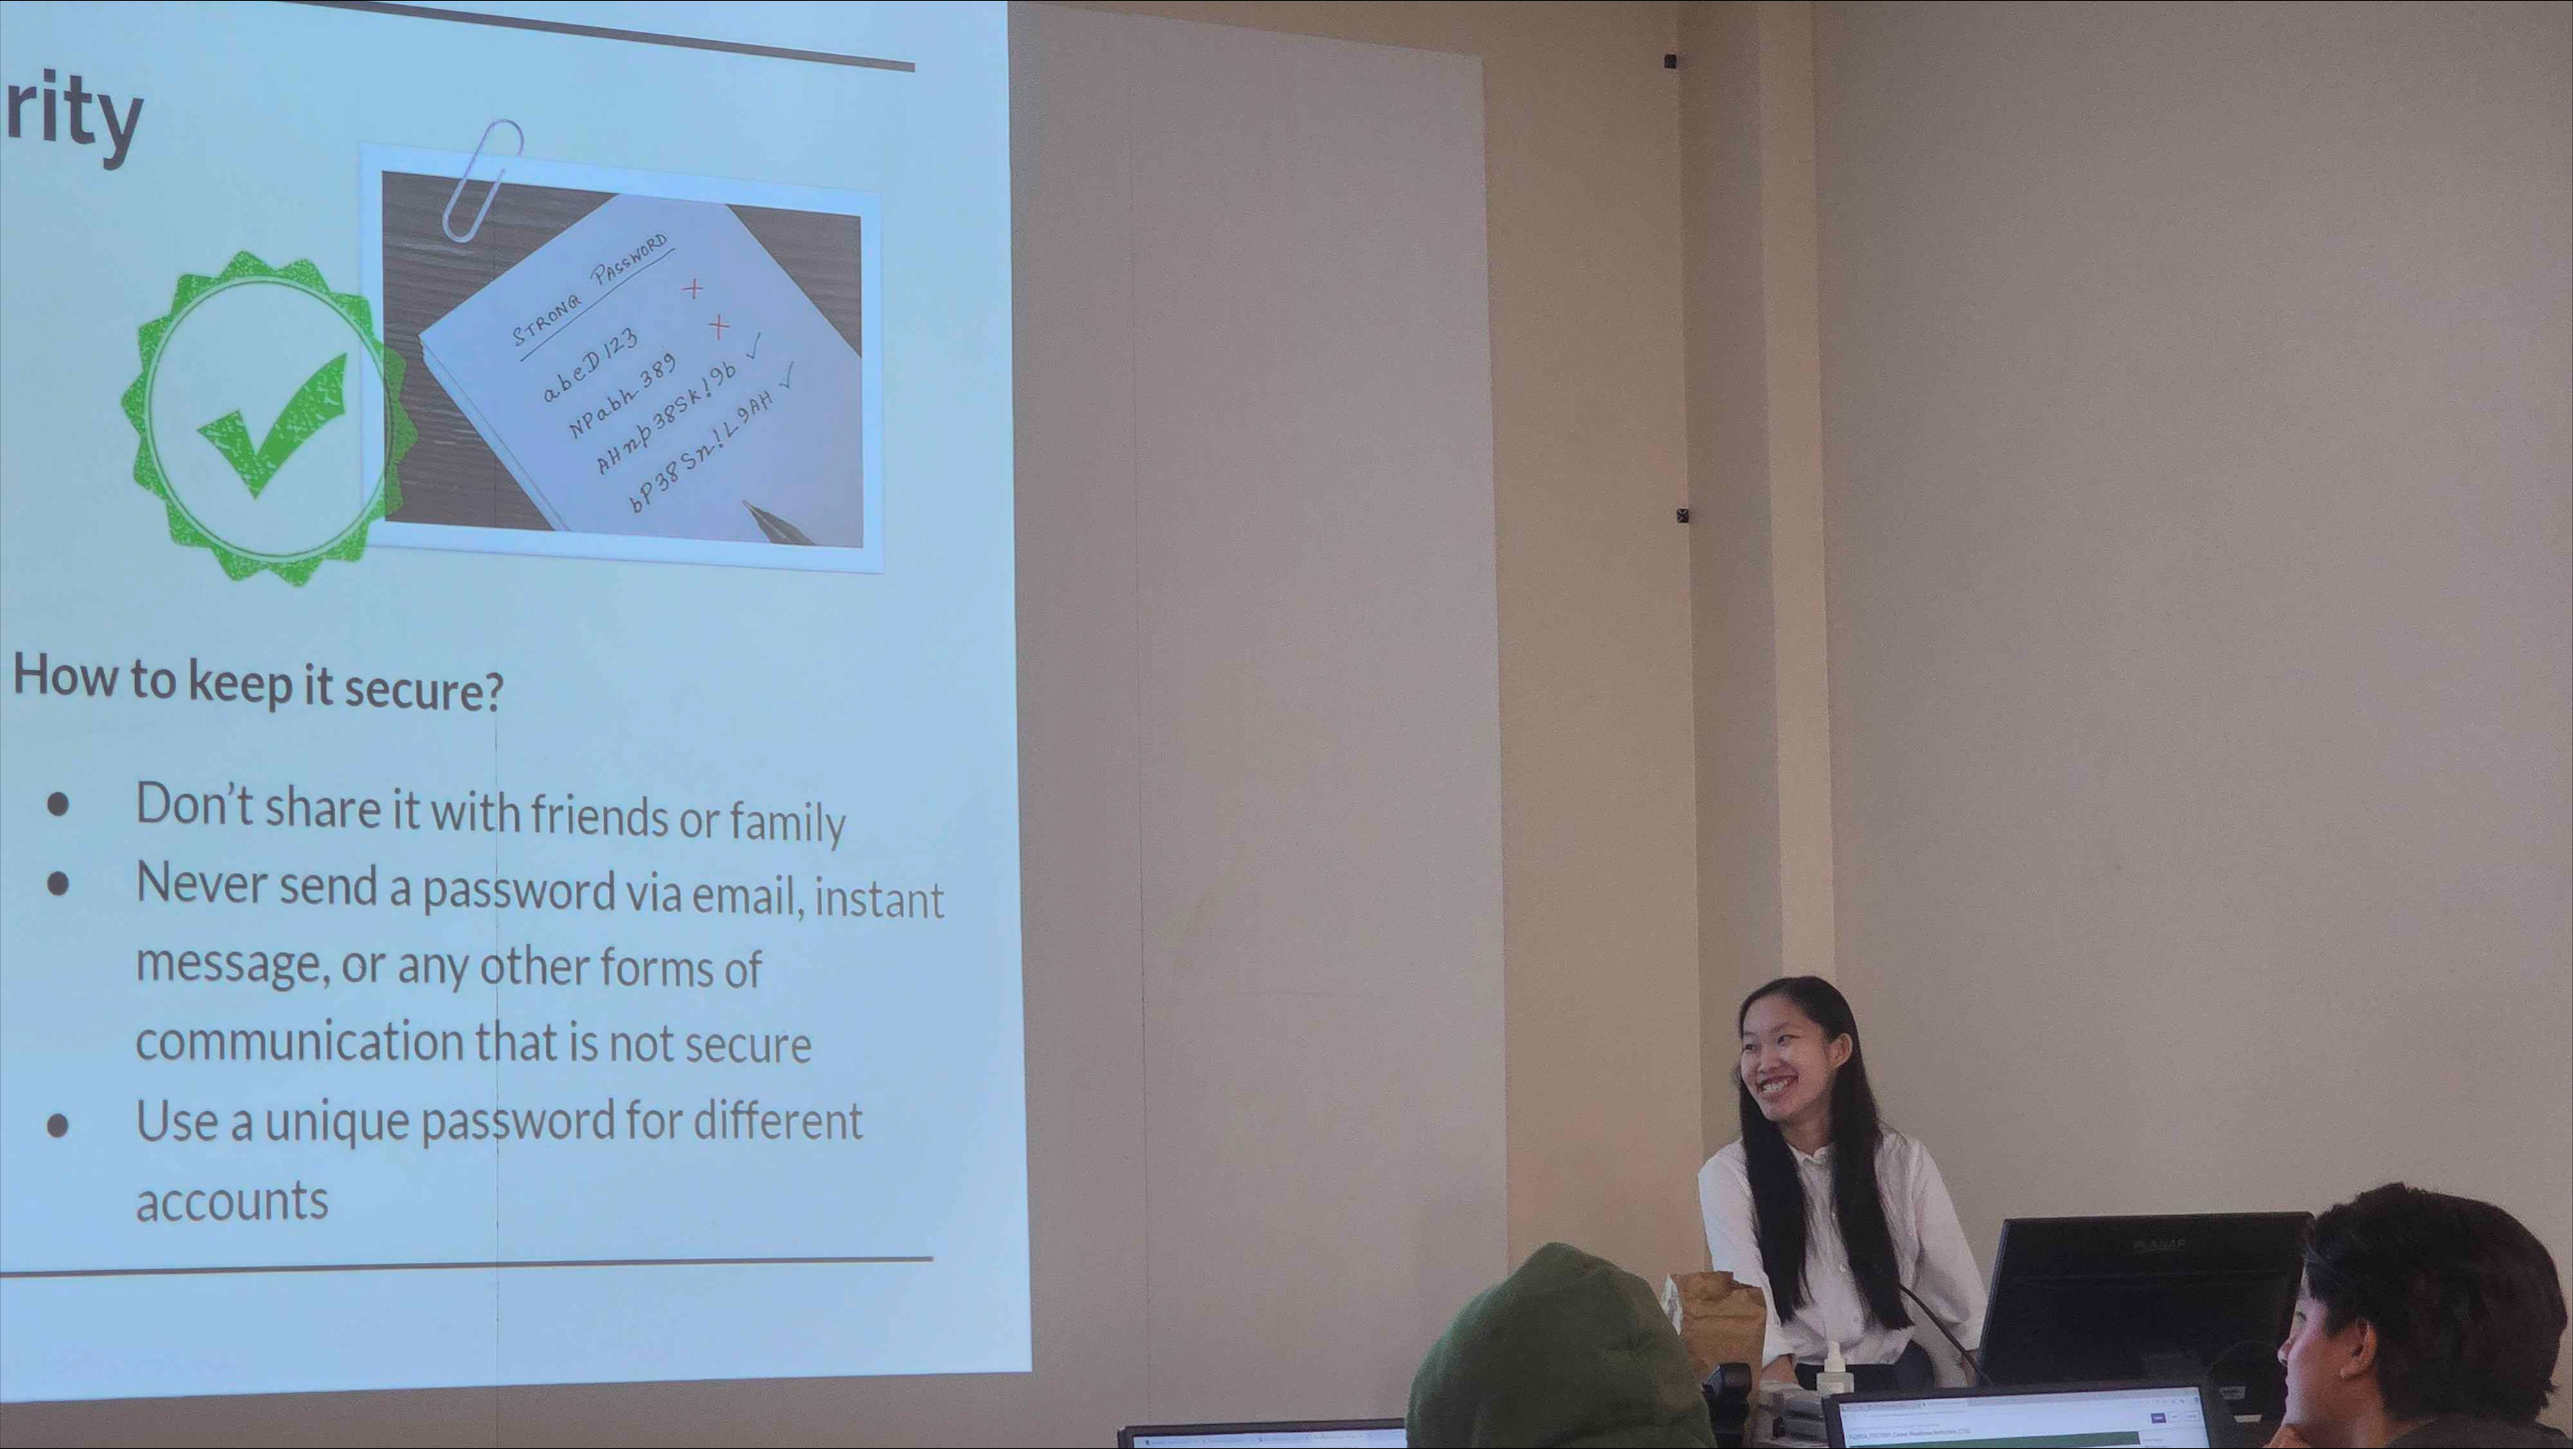 rity
STRONG PASSWORD
abeD123
NPabh389
AHnp38Sk!9b
bP38Sn!L9AH
How to keep it secure?
● Don't share it with friends or family
● Never send a password via email, instant
message, or any other forms of
communication that is not secure
● Use a unique password for different
accounts
PLANAR